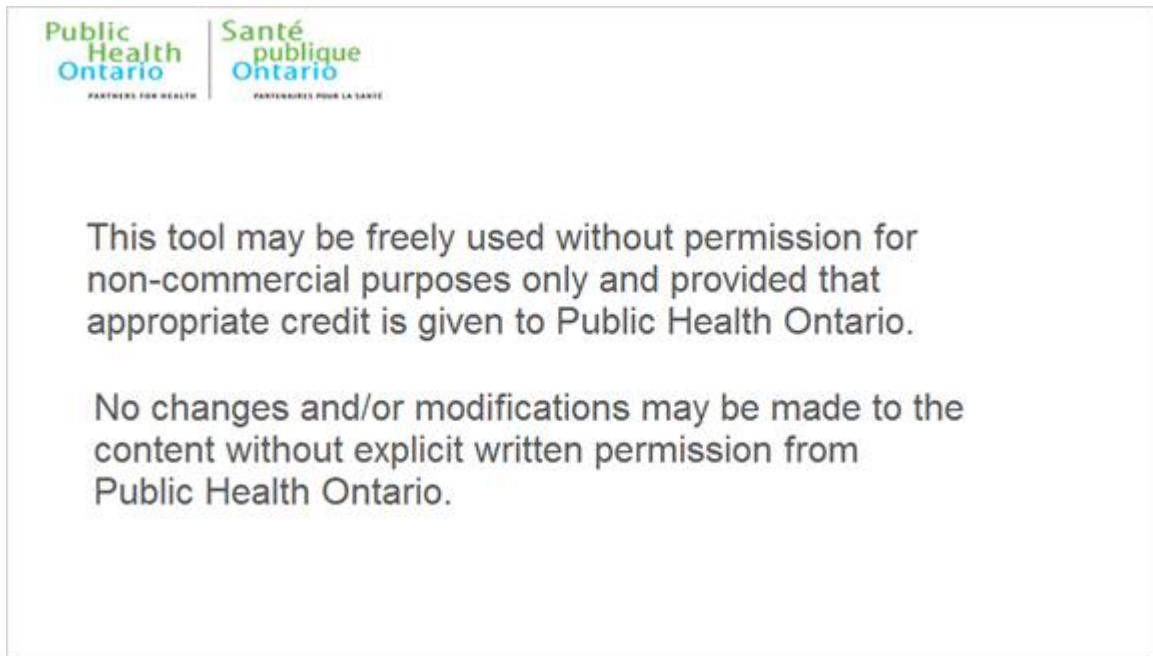 Public
Health
Ontario
PARTNERS FOR HEALTH
Santé
publique
Ontario
PARTENAIRES POUR LA SANTÉ
This tool may be freely used without permission for
non-commercial purposes only and provided that
appropriate credit is given to Public Health Ontario.
No changes and/or modifications may be made to the
content without explicit written permission from
Public Health Ontario.